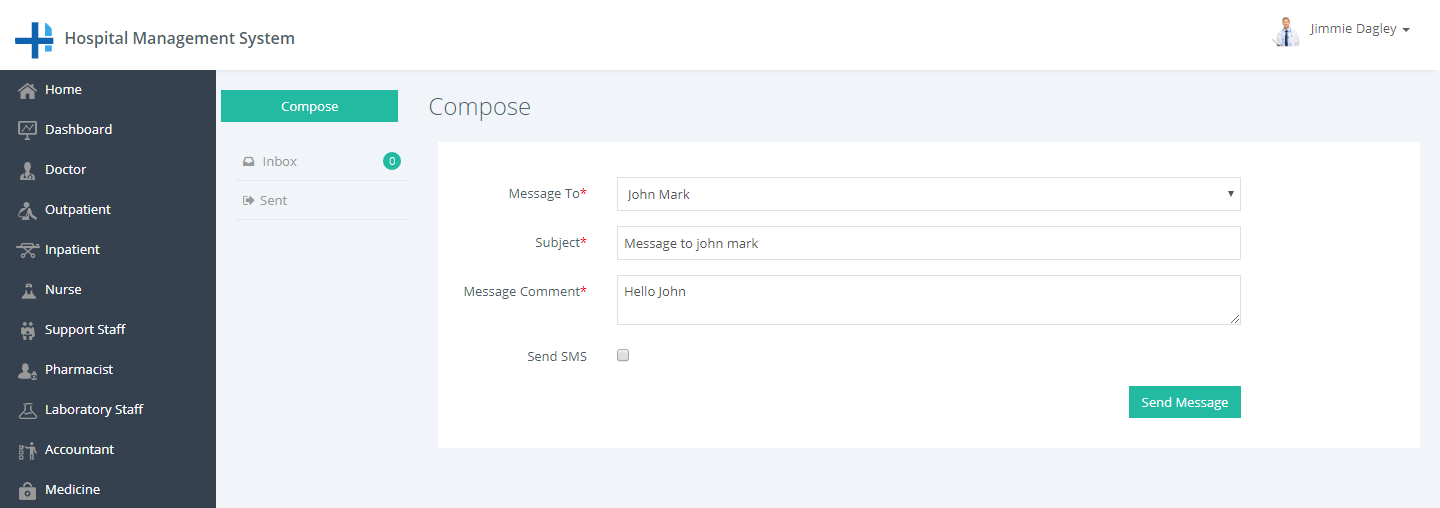 Hospital Management System
Jimmie Dagley
Home
Dashboard
Doctor
Outpatient
Inpatient
Nurse
Support Staff
Pharmacist
Laboratory Staff
Accountant
Medicine
Compose
Inbox 0
Sent
Compose
Message To* John Mark
Subject* Message to john mark
Message Comment* Hello John
Send SMS
Send Message